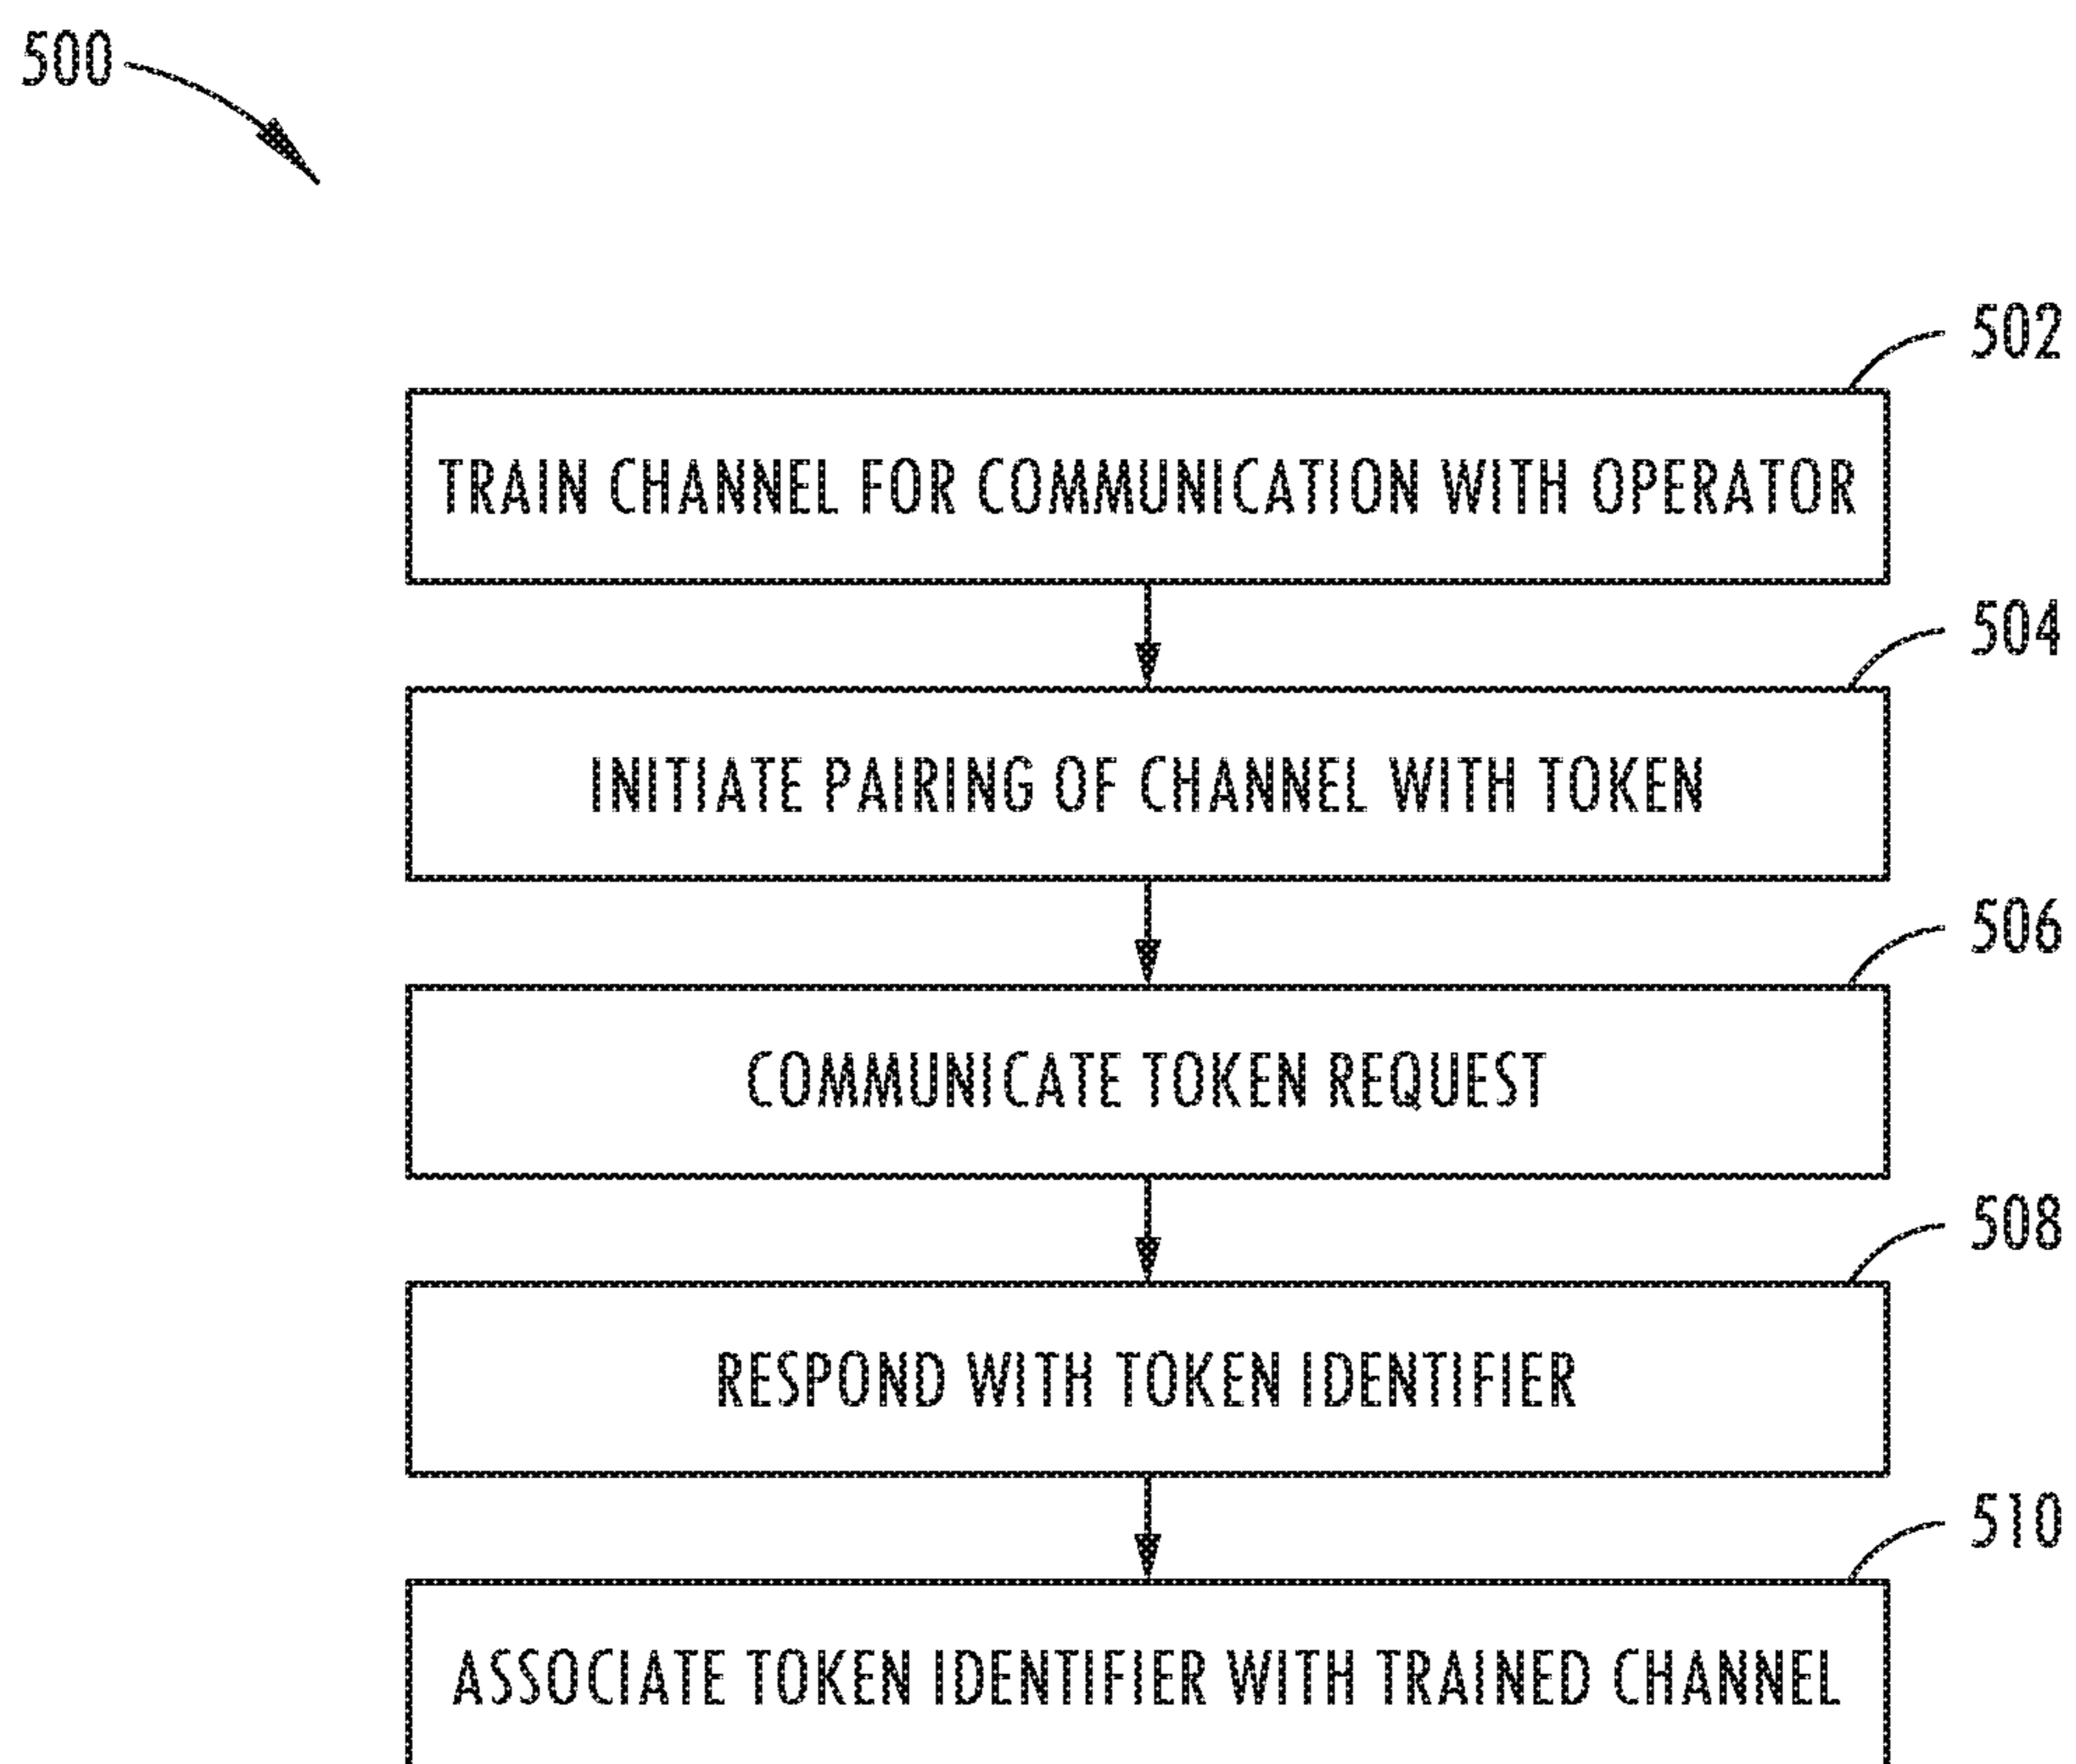 500
502
TRAIN CHANNEL FOR COMMUNICATION WITH OPERATOR
504
INITIATE PAIRING OF CHANNEL WITH TOKEN
506
COMMUNICATE TOKEN REQUEST
508
RESPOND WITH TOKEN IDENTIFIER
510
ASSOCIATE TOKEN IDENTIFIER WITH TRAINED CHANNEL